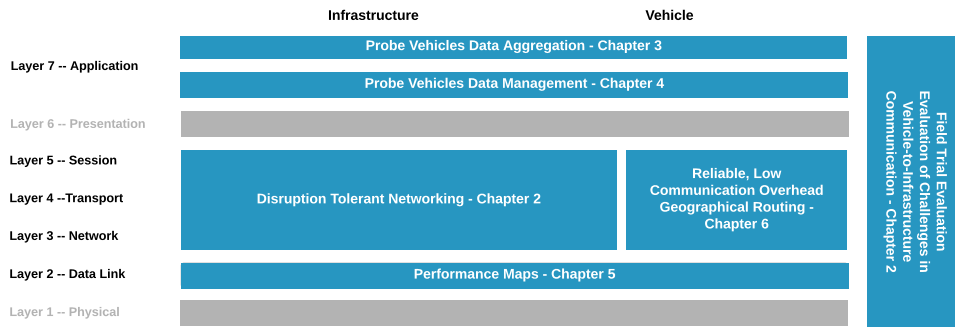 Infrastructure
Vehicle
Probe Vehicles Data Aggregation - Chapter 3
Layer 7 -- Application
Probe Vehicles Data Management - Chapter 4
Layer 6 -- Presentation
Layer 5 -- Session
Layer 4 --Transport
Layer 3 -- Network
Disruption Tolerant Networking - Chapter 2
Reliable, Low
Communication Overhead
Geographical Routing -
Chapter 6
Layer 2 -- Data Link
Performance Maps - Chapter 5
Layer 1 -- Physical
Field Trial Evaluation
Evaluation of Challenges in
Vehicle-to-Infrastructure
Communication - Chapter 2